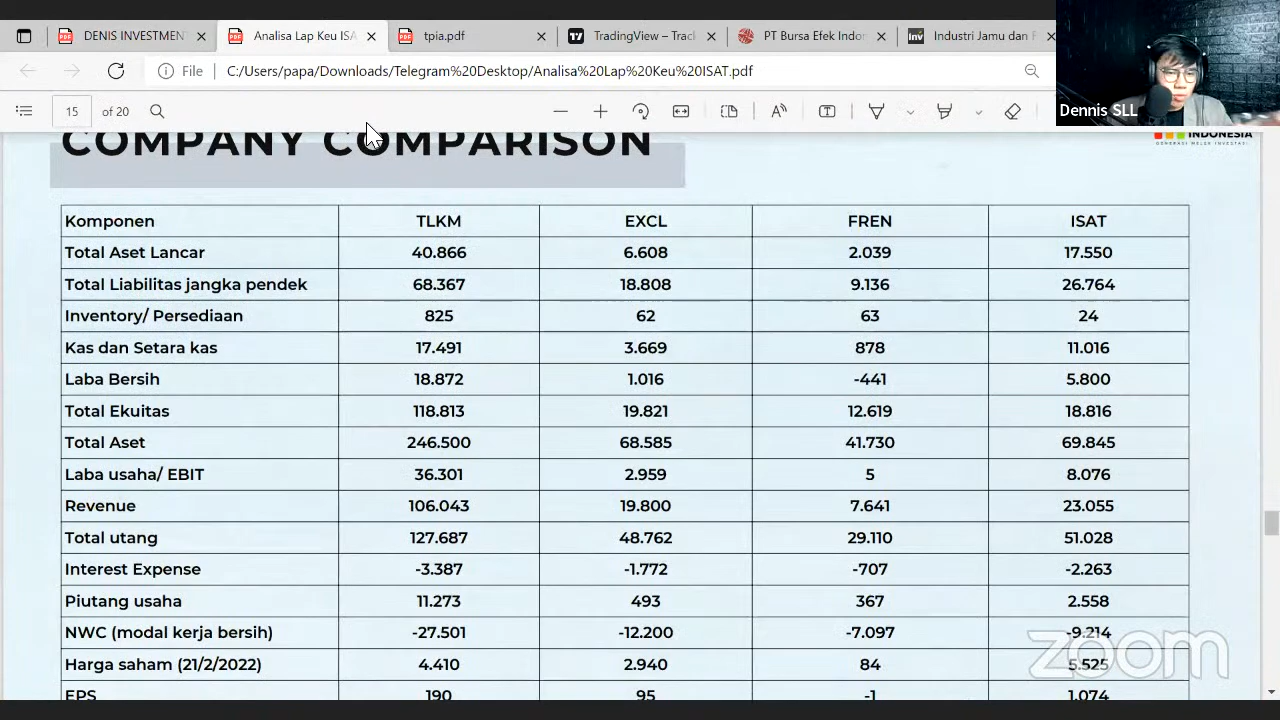 DENIS INVESTMEN
Analisa Lap Keu ISA
tpia.pdf
TradingView – Track
PT Bursa Efek Indon
Industri Jamu dan F
File C:/Users/papa/Downloads/Telegram%20Desktop/Analisa%20Lap%20Keu%20ISAT.pdf
15 of 20
Dennis SLL
COMPANY COMPARISON
INDONESIA
GENERASI MELEK INVESTASI
Komponen TLKM EXCL FREN ISAT
Total Aset Lancar 40.866 6.608 2.039 17.550
Total Liabilitas jangka pendek 68.367 18.808 9.136 26.764
Inventory/ Persediaan 825 62 63 24
Kas dan Setara kas 17.491 3.669 878 11.016
Laba Bersih 18.872 1.016 -441 5.800
Total Ekuitas 118.813 19.821 12.619 18.816
Total Aset 246.500 68.585 41.730 69.845
Laba usaha/ EBIT 36.301 2.959 5 8.076
Revenue 106.043 19.800 7.641 23.055
Total utang 127.687 48.762 29.110 51.028
Interest Expense -3.387 -1.772 -707 -2.263
Piutang usaha 11.273 493 367 2.558
NWC (modal kerja bersih) -27.501 -12.200 -7.097 -9.214
Harga saham (21/2/2022) 4.410 2.940 84 5.525
EPS 190 95 -1 1.074
zoom